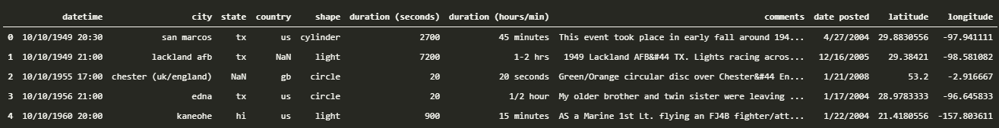 datetime city state country shape duration (seconds) duration (hours/min) comments date posted latitude longitude
0 10/10/1949 20:30 san marcos tx us cylinder 2700 45 minutes This event took place in early fall around 194... 4/27/2004 29.8830556 -97.941111
1 10/10/1949 21:00 lackland afb tx NaN light 7200 1-2 hrs 1949 Lackland AFB&#44 TX. Lights racing acros... 12/16/2005 29.38421 -98.581082
2 10/10/1955 17:00 chester (uk/england) NaN gb circle 20 20 seconds Green/Orange circular disc over Chester&#44 En... 1/21/2008 53.2 -2.916667
3 10/10/1956 21:00 edna tx us circle 20 1/2 hour My older brother and twin sister were leaving ... 1/17/2004 28.9783333 -96.645833
4 10/10/1960 20:00 kaneohe hi us light 900 15 minutes AS a Marine 1st Lt. flying an FJ4B fighter/att... 1/22/2004 21.4180556 -157.803611